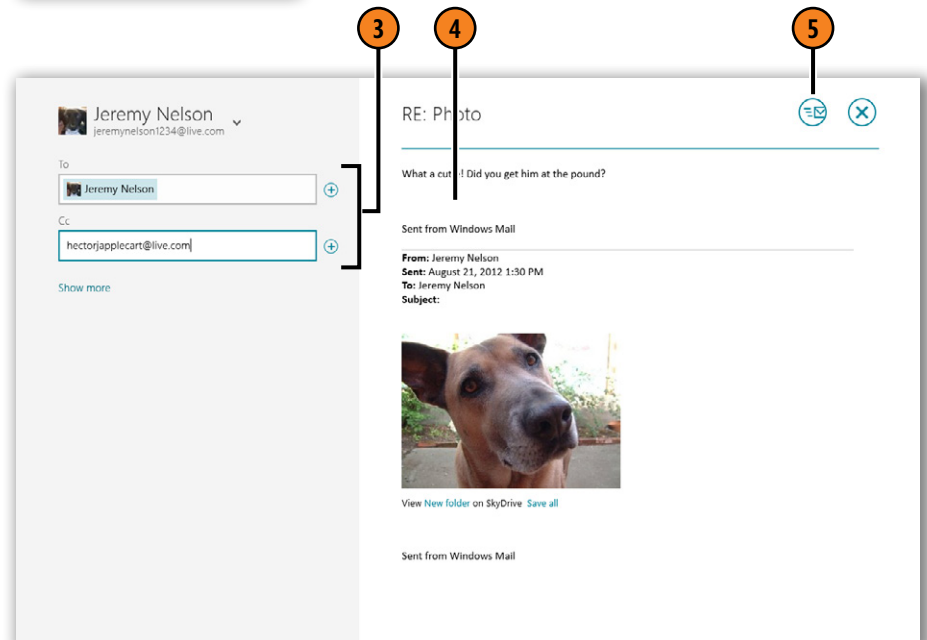 3 4 5
Jeremy Nelson
jeremynelson1234@live.com
To
Jeremy Nelson
Cc
hectorjapplecart@live.com
Show more
RE: Photo
What a cutie! Did you get him at the pound?
Sent from Windows Mail
From: Jeremy Nelson
Sent: August 21, 2012 1:30 PM
To: Jeremy Nelson
Subject:
View New folder on SkyDrive Save all
Sent from Windows Mail